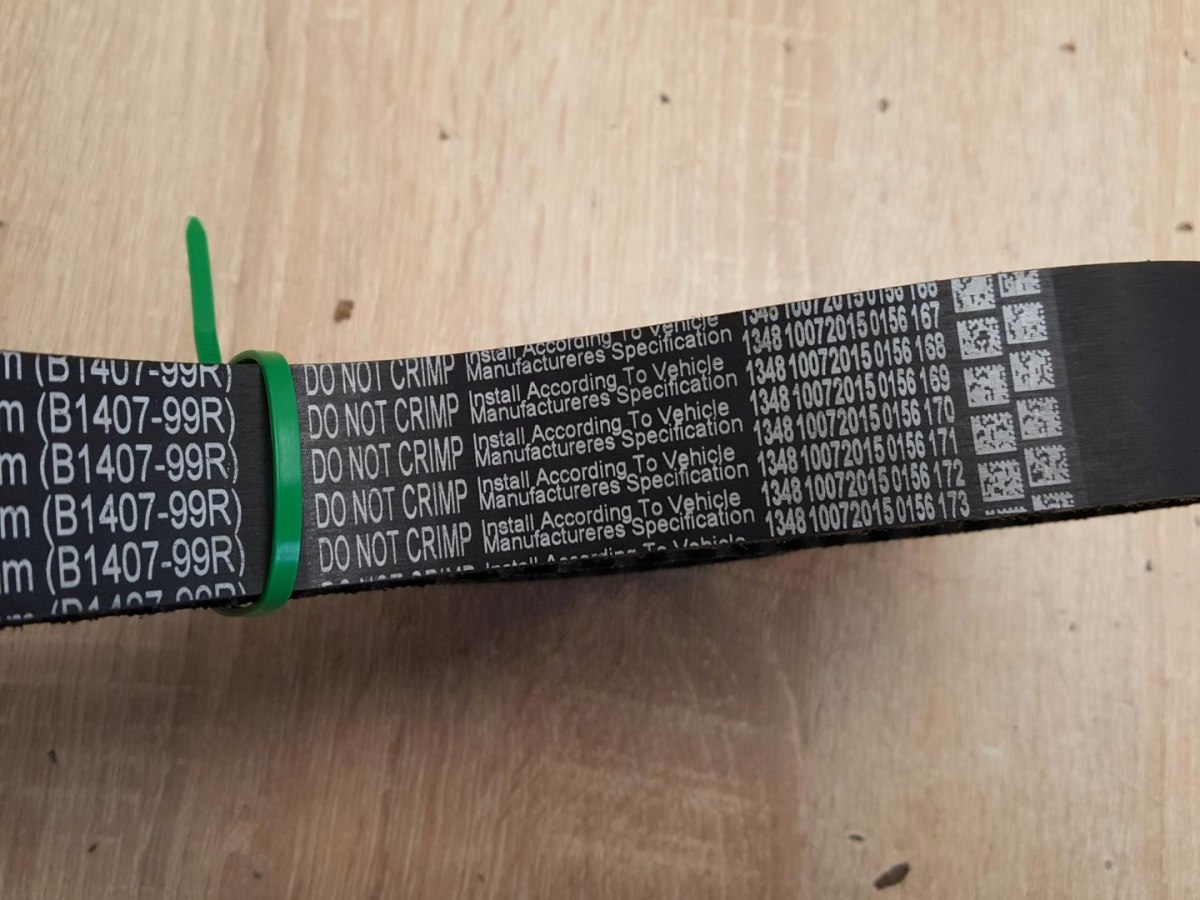 m (B1407-99R)
m (B1407-99R)
m (B1407-99R)
m (B1407-99R)
m (B1407-99R)
DO NOT CRIMP Install According To Vehicle
Manufactureres Specification
1348 10072015 0156 167
DO NOT CRIMP Install According To Vehicle
Manufactureres Specification
1348 10072015 0156 168
DO NOT CRIMP Install According To Vehicle
Manufactureres Specification
1348 10072015 0156 169
DO NOT CRIMP Install According To Vehicle
Manufactureres Specification
1348 10072015 0156 170
DO NOT CRIMP Install According To Vehicle
Manufactureres Specification
1348 10072015 0156 171
1348 10072015 0156 172
1348 10072015 0156 173